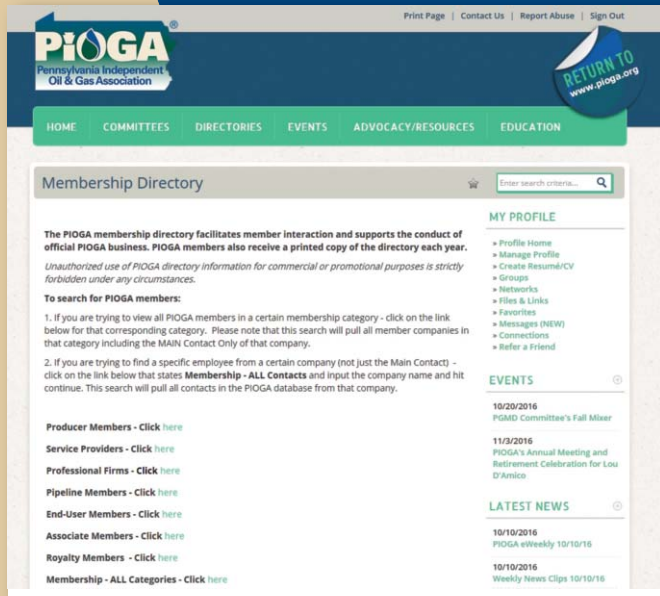 Print Page | Contact Us | Report Abuse | Sign Out
PiOGA®
Pennsylvania Independent
Oil & Gas Association
RETURN TO
www.pioga.org
HOME COMMITTEES DIRECTORIES EVENTS ADVOCACY/RESOURCES EDUCATION
Membership Directory
Enter search criteria...
The PIOGA membership directory facilitates member interaction and supports the conduct of
official PIOGA business. PIOGA members also receive a printed copy of the directory each year.
Unauthorized use of PIOGA directory information for commercial or promotional purposes is strictly
forbidden under any circumstances.
To search for PIOGA members:
1. If you are trying to view all PIOGA members in a certain membership category - click on the link
below for that corresponding category. Please note that this search will pull all member companies in
that category including the MAIN Contact Only of that company.
2. If you are trying to find a specific employee from a certain company (not just the Main Contact) -
click on the link below that states Membership - ALL Contacts and input the company name and hit
continue. This search will pull all contacts in the PIOGA database from that company.
Producer Members - Click here
Service Providers - Click here
Professional Firms - Click here
Pipeline Members - Click here
End-User Members - Click here
Associate Members - Click here
Royalty Members - Click here
Membership - ALL Categories - Click here
MY PROFILE
» Profile Home
» Manage Profile
» Create Resumé/CV
» Groups
» Networks
» Files & Links
» Favorites
» Messages (NEW)
» Connections
» Refer a Friend
EVENTS
10/20/2016
PGMD Committee's Fall Mixer
11/3/2016
PIOGA's Annual Meeting and
Retirement Celebration for Lou
D'Amico
LATEST NEWS
10/10/2016
PIOGA eWeekly 10/10/16
10/10/2016
Weekly News Clips 10/10/16